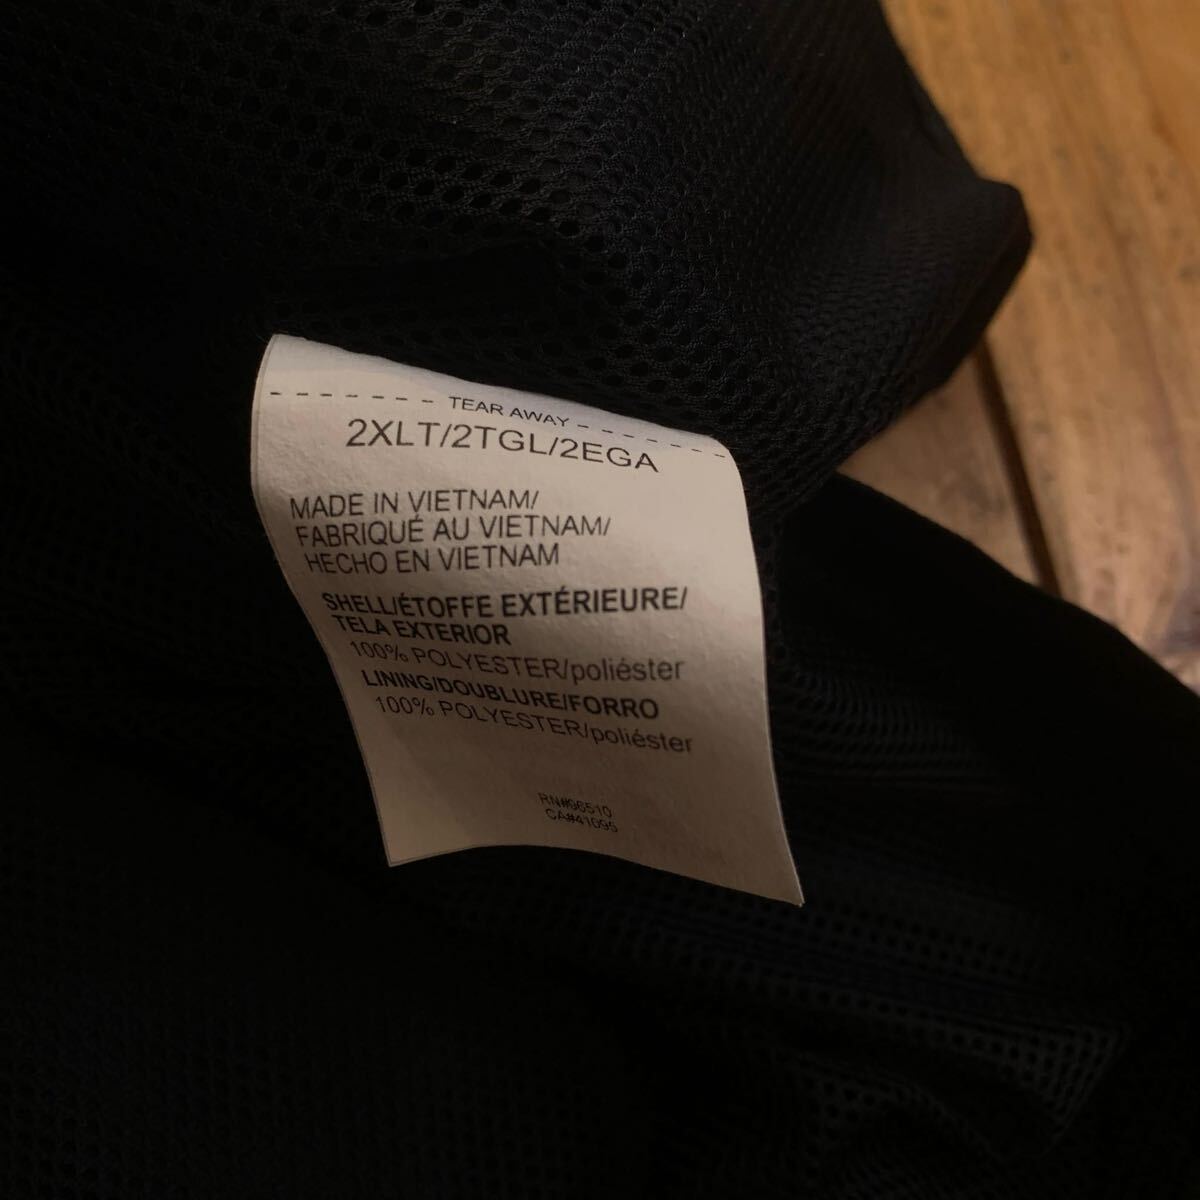 TEAR AWAY
2XLT/2TGL/2EGA
MADE IN VIETNAM/
FABRIQUÉ AU VIETNAM/
HECHO EN VIETNAM
SHELL/ÉTOFFE EXTÉRIEURE/
TELA EXTERIOR
100% POLYESTER/poliéster
LINING/DOUBLURE/FORRO
100% POLYESTER/poliéster
RN#96510
CA#41095